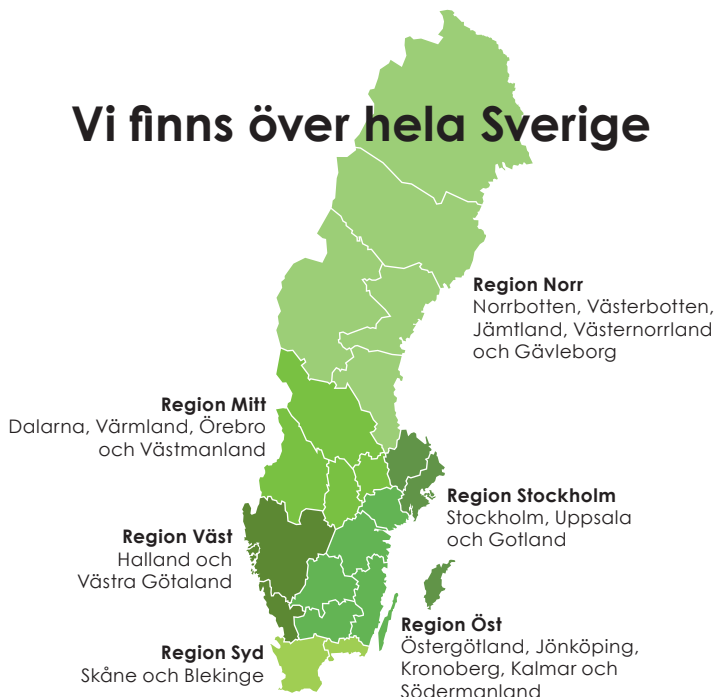 Vi finns över hela Sverige
Region Norr
Norrbotten, Västerbotten,
Jämtland, Västernorrland
och Gävleborg
Region Mitt
Dalarna, Värmland, Örebro
och Västmanland
Region Stockholm
Stockholm, Uppsala
och Gotland
Region Väst
Halland och
Västra Götaland
Region Öst
Östergötland, Jönköping,
Kronoberg, Kalmar och
Södermanland
Region Syd
Skåne och Blekinge